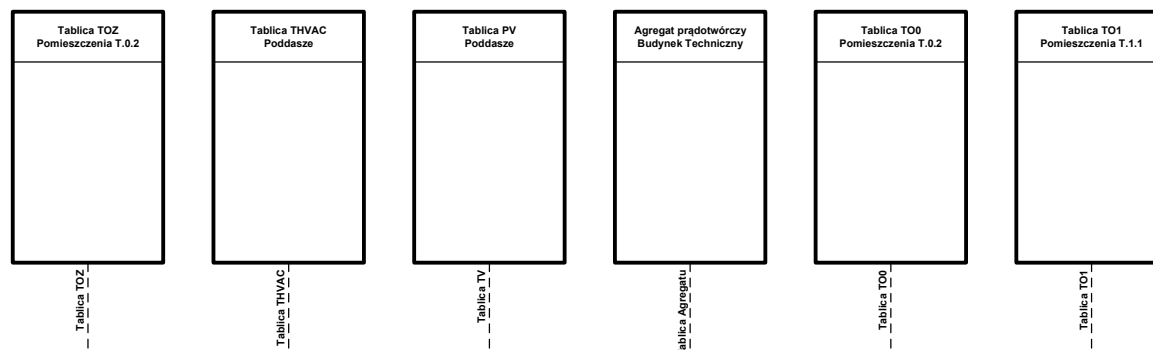 Tablica TOZ
Pomieszczenia T.0.2
Tablica THVAC
Poddasze
Tablica PV
Poddasze
Agregat prądotwórczy
Budynek Techniczny
Tablica TO0
Pomieszczenia T.0.2
Tablica TO1
Pomieszczenia T.1.1
Tablica TOZ
Tablica THVAC
Tablica TV
ablica Agregatu
Tablica TO0
Tablica TO1